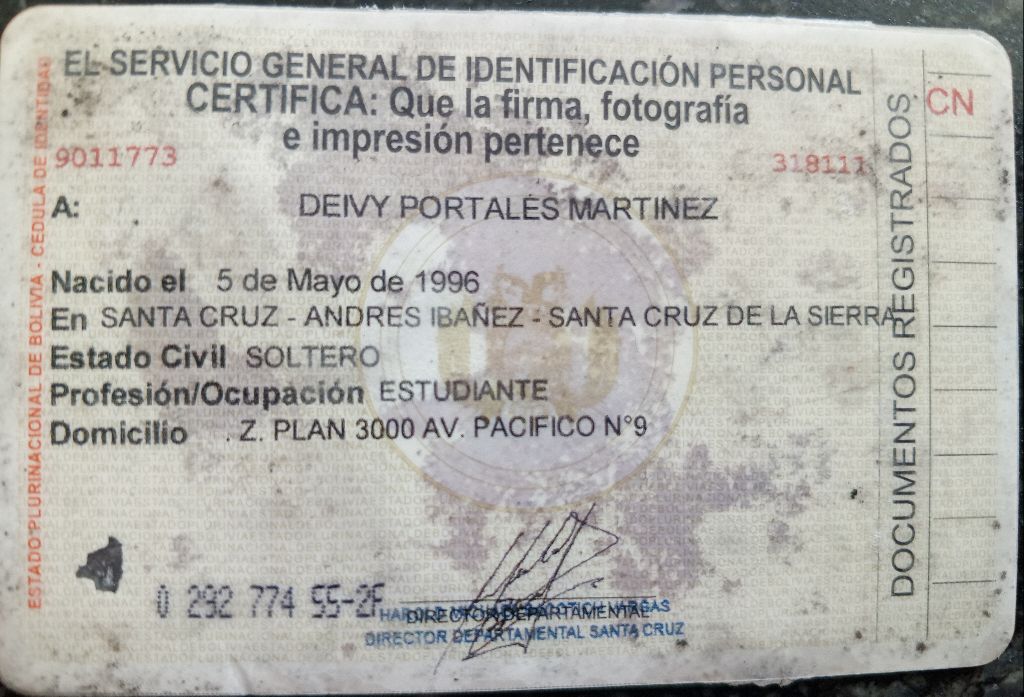 EL SERVICIO GENERAL DE IDENTIFICACIÓN PERSONAL
CERTIFICA: Que la firma, fotografía
e impresión pertenece
9011773
318111
A: DEIVY PORTALES MARTINEZ
Nacido el 5 de Mayo de 1996
En SANTA CRUZ - ANDRES IBAÑEZ - SANTA CRUZ DE LA SIERRA
Estado Civil SOLTERO
Profesión/Ocupación ESTUDIANTE
Domicilio . Z. PLAN 3000 AV. PACIFICO N°9
0 292 774 55-2F
HAROLD VARGAS
DIRECTOR DEPARTAMENTAL
DIRECTOR DEPARTAMENTAL SANTA CRUZ
ESTADO PLURINACIONAL DE BOLIVIA - CEDULA DE IDENTIDAD
DOCUMENTOS REGISTRADOS
CN